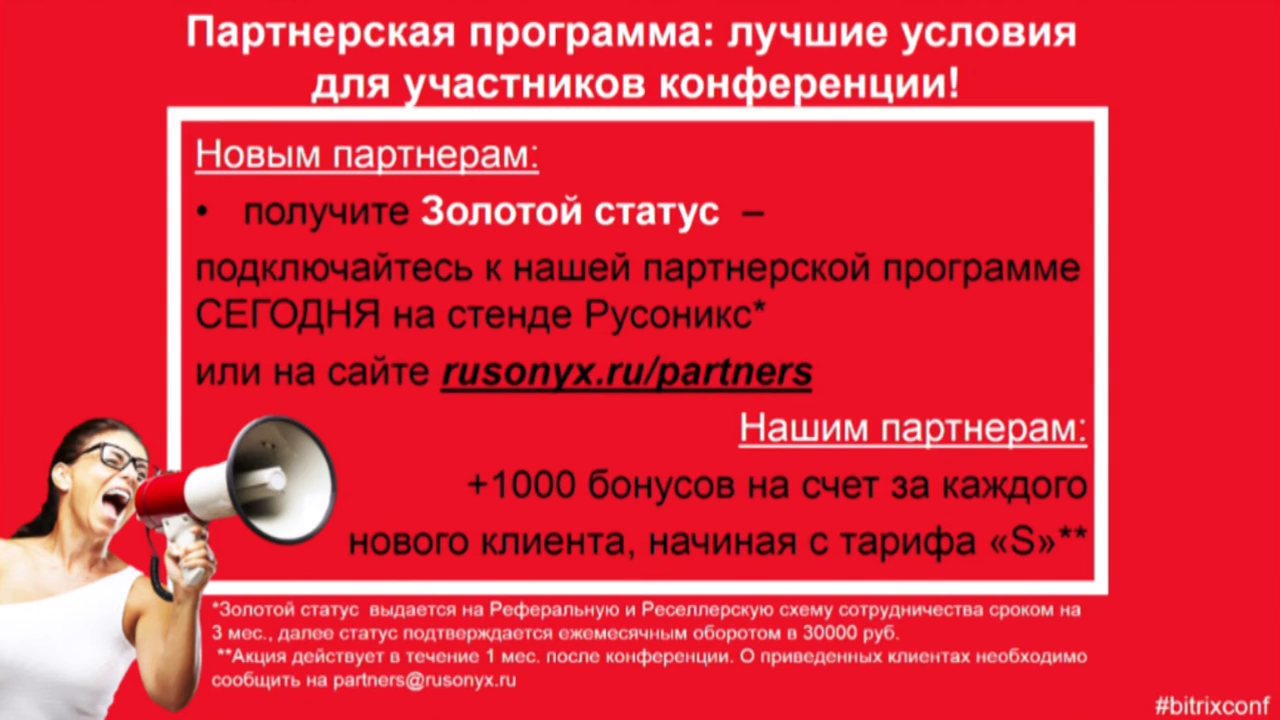 Партнерская программа: лучшие условия
для участников конференции!
Новым партнерам:
• получите Золотой статус –
подключайтесь к нашей партнерской программе
СЕГОДНЯ на стенде Русоникс*
или на сайте rusonyx.ru/partners
Нашим партнерам:
+1000 бонусов на счет за каждого
нового клиента, начиная с тарифа «S»**
*Золотой статус выдается на Реферальную и Реселлерскую схему сотрудничества сроком на
3 мес., далее статус подтверждается ежемесячным оборотом в 30000 руб.
**Акция действует в течение 1 мес. после конференции. О приведенных клиентах необходимо
сообщить на partners@rusonyx.ru
#bitrixconf